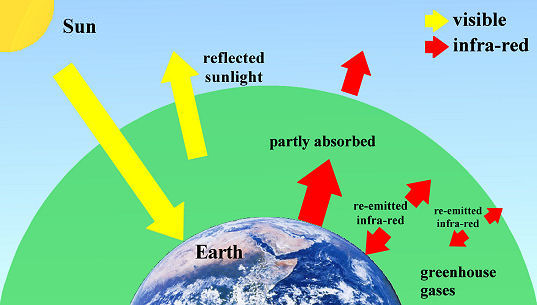 Sun
visible
infra-red
reflected
sunlight
partly absorbed
re-emitted
infra-red
re-emitted
infra-red
Earth
greenhouse
gases